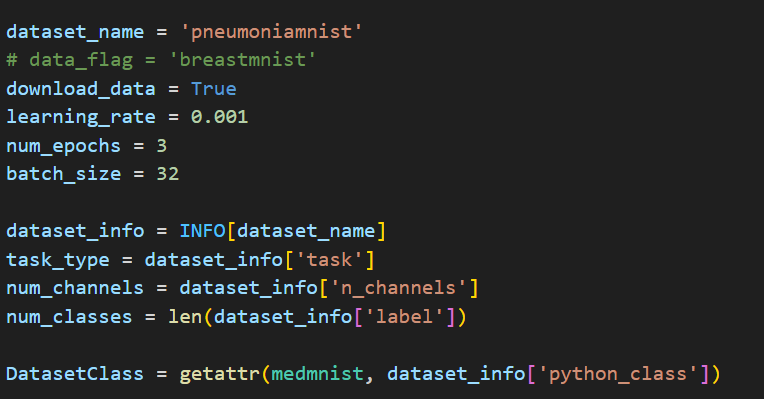 dataset_name = 'pneumoniamnist'
# data_flag = 'breastmnist'
download_data = True
learning_rate = 0.001
num_epochs = 3
batch_size = 32
dataset_info = INFO[dataset_name]
task_type = dataset_info['task']
num_channels = dataset_info['n_channels']
num_classes = len(dataset_info['label'])
DatasetClass = getattr(medmnist, dataset_info['python_class'])